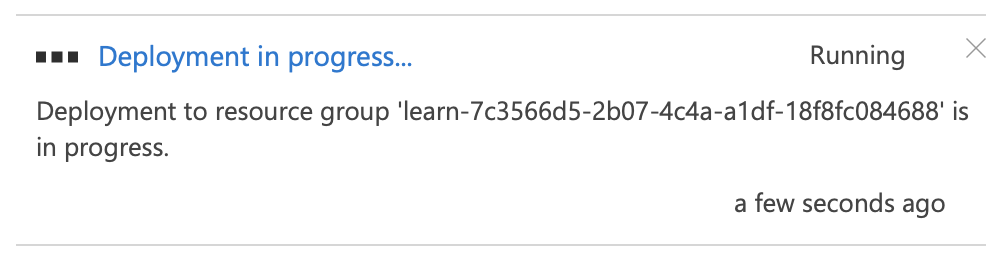 Deployment in progress... Running
Deployment to resource group 'learn-7c3566d5-2b07-4c4a-a1df-18f8fc084688' is
in progress.
a few seconds ago